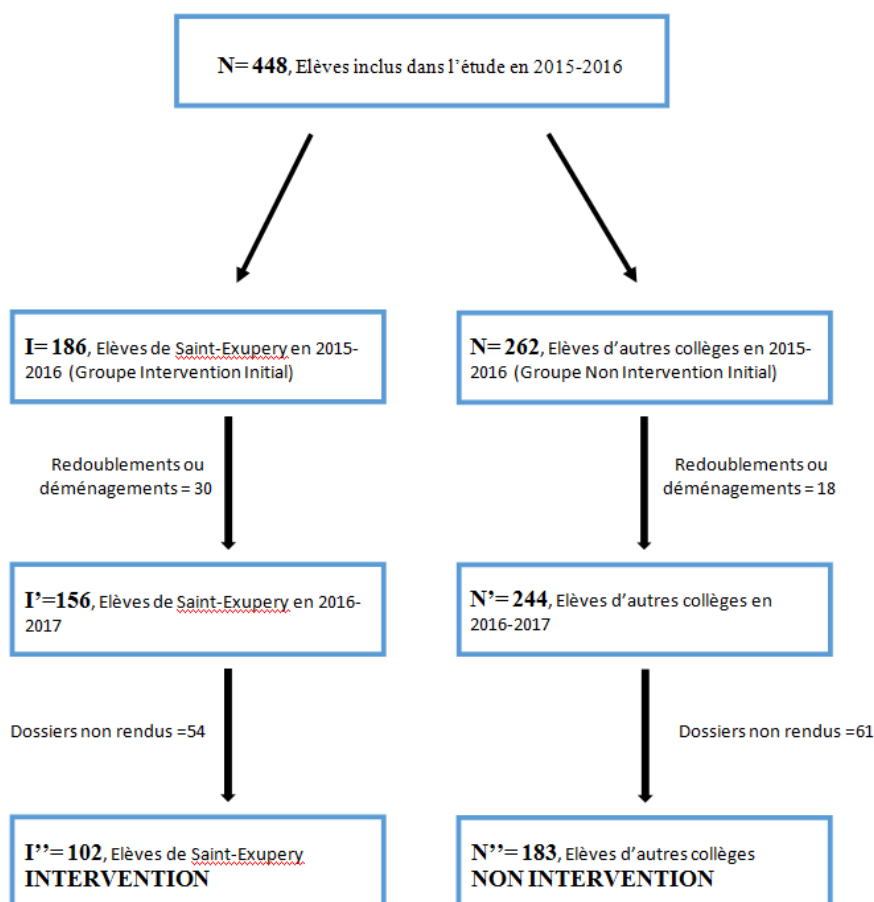 N= 448, Elèves inclus dans l’étude en 2015-2016
I= 186, Elèves de Saint-Exupery en 2015-
2016 (Groupe Intervention Initial)
N= 262, Elèves d’autres collèges en 2015-
2016 (Groupe Non Intervention Initial)
Redoublements ou
déménagements = 30
Redoublements ou
déménagements = 18
I’=156, Elèves de Saint-Exupery en 2016-
2017
N’= 244, Elèves d’autres collèges en
2016-2017
Dossiers non rendus =54
Dossiers non rendus =61
I’’= 102, Elèves de Saint-Exupery
INTERVENTION
N’’= 183, Elèves d’autres collèges
NON INTERVENTION